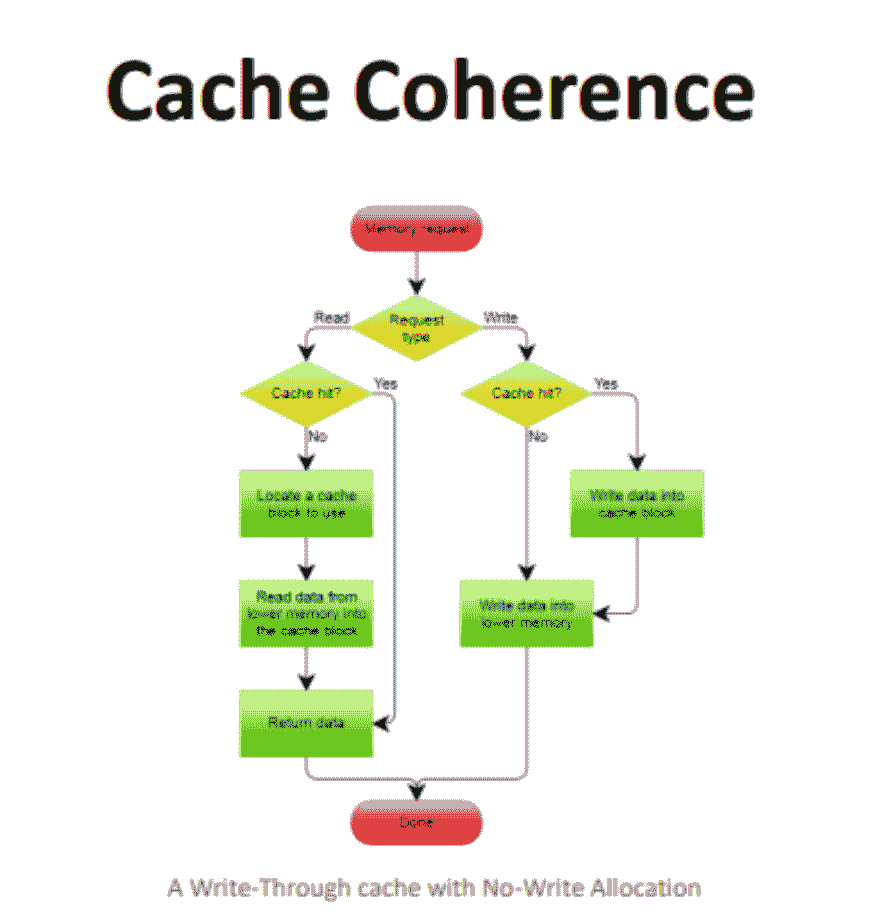 Cache Coherence
Memory request
Request
type
Read
Write
Cache hit?
Yes
No
Cache hit?
Yes
No
Locate a cache
block to use
Write data into
cache block
Read data from
lower memory into
the cache block
Write data into
lower memory
Return data
Done
A Write-Through cache with No-Write Allocation